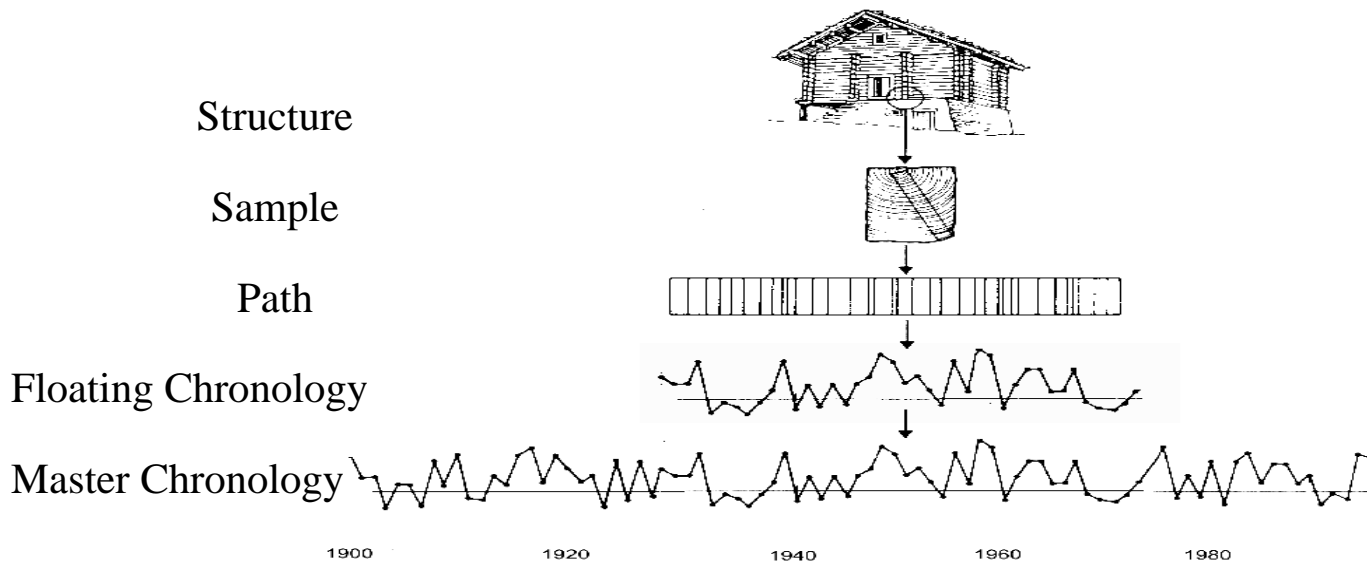 Structure
Sample
Path
Floating Chronology
Master Chronology
1900 1920 1940 1960 1980